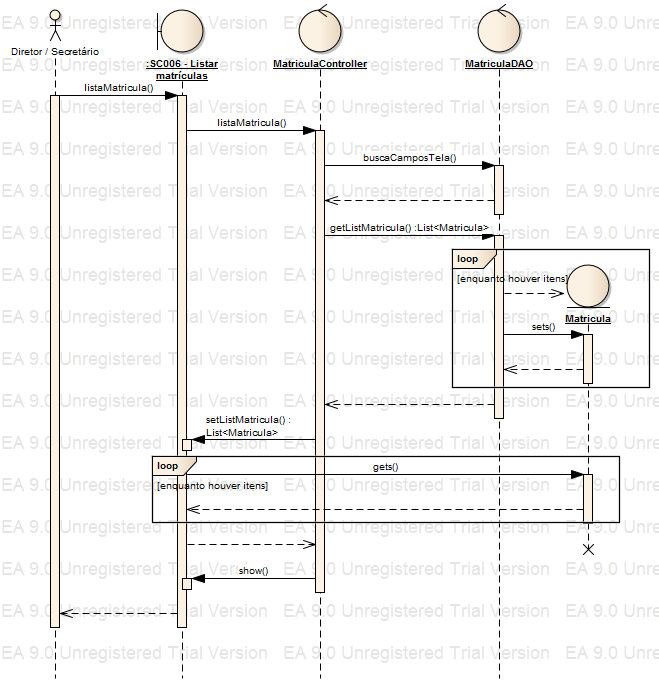 Diretor / Secretário
:SC006 - Listar
matrículas
MatriculaController
MatriculaDAO
listaMatricula()
listaMatricula()
buscaCamposTela()
getListMatricula() :List<Matricula>
loop
[enquanto houver itens]
Matricula
sets()
setListMatricula() :
List<Matricula>
loop
gets()
[enquanto houver itens]
show()
EA 9.0 Unregistered Trial Version